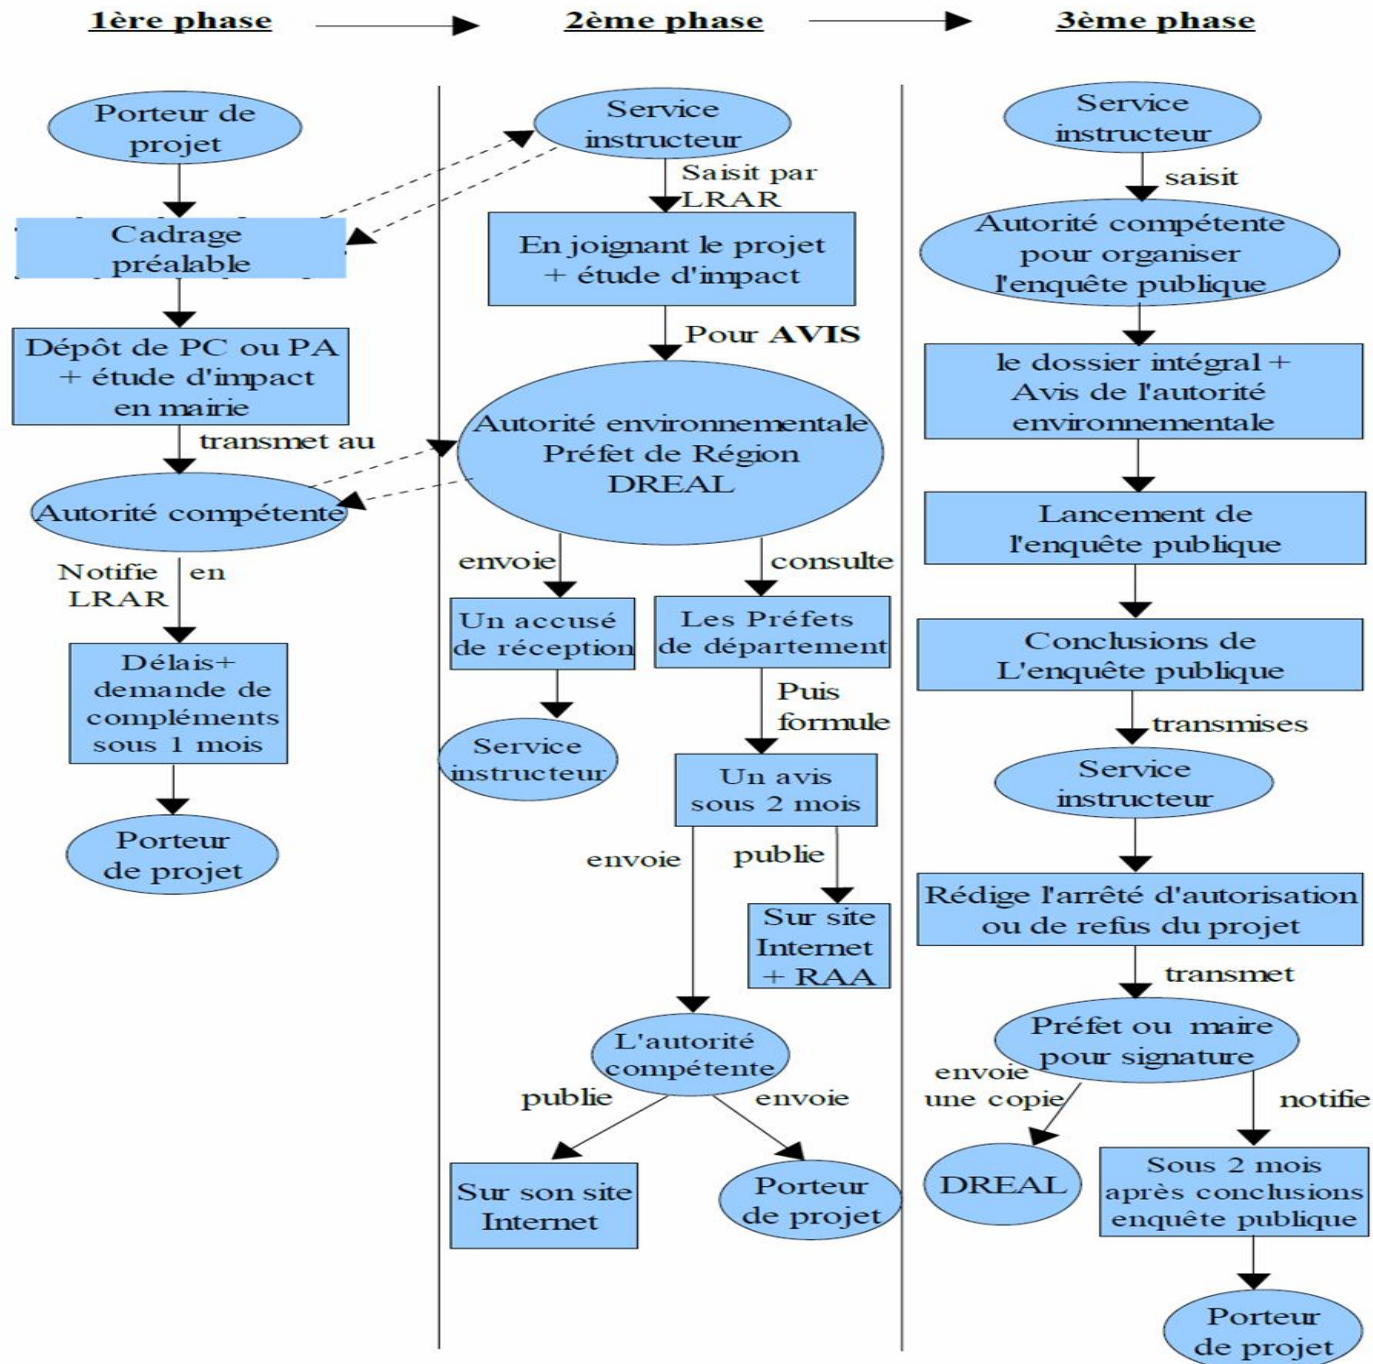 1ère phase
2ème phase
3ème phase
Porteur de
projet
Cadrage
préalable
Dépôt de PC ou PA
+ étude d'impact
en mairie
transmet au
Autorité compétente
Notifie en
LRAR
Délais+
demande de
compléments
sous 1 mois
Porteur
de projet
Service
instructeur
Saisit par
LRAR
En joignant le projet
+ étude d'impact
Pour AVIS
Autorité environnementale
Préfet de Région
DREAL
envoie
Un accusé
de réception
Service
instructeur
consulte
Les Préfets
de département
Puis
formule
Un avis
sous 2 mois
envoie
publie
Sur site
Internet
+ RAA
L'autorité
compétente
publie
envoie
Sur son site
Internet
Porteur
de projet
Service
instructeur
saisit
Autorité compétente
pour organiser
l'enquête publique
le dossier intégral +
Avis de l'autorité
environnementale
Lancement de
l'enquête publique
Conclusions de
L'enquête publique
transmises
Service
instructeur
Rédige l'arrêté d'autorisation
ou de refus du projet
transmet
Préfet ou maire
pour signature
envoie
une copie
notifie
DREAL
Sous 2 mois
après conclusions
enquête publique
Porteur
de projet